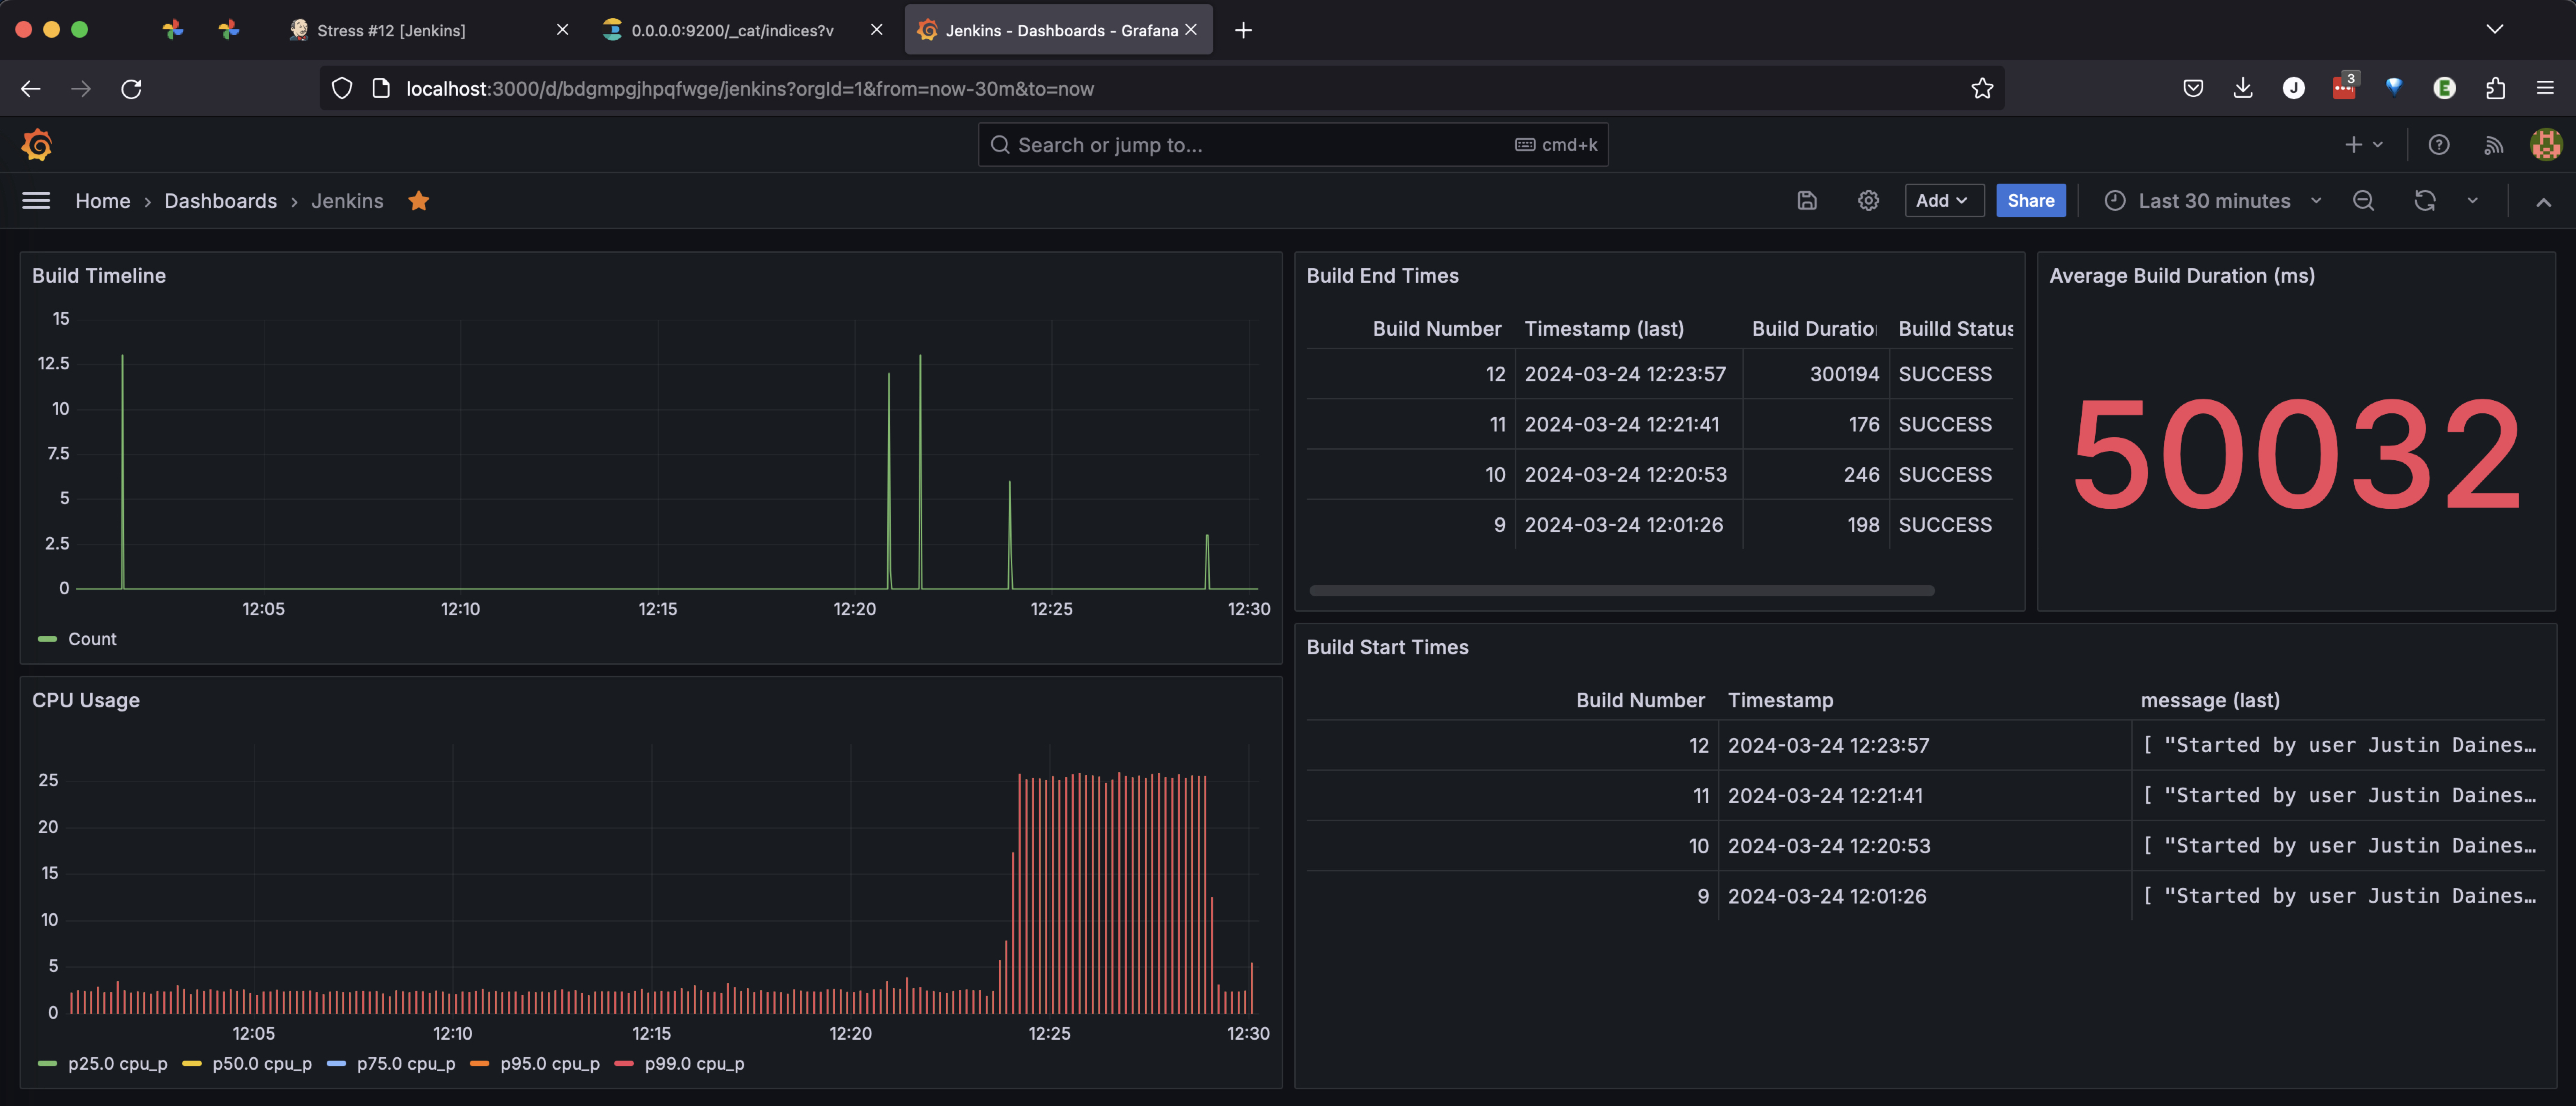 Stress #12 [Jenkins]
0.0.0.0:9200/_cat/indices?v
Jenkins - Dashboards - Grafana
localhost:3000/d/bdgmpgjhpqfwge/jenkins?orgId=1&from=now-30m&to=now
J
3
E
Search or jump to...
cmd+k
Home › Dashboards › Jenkins
Add
Share
Last 30 minutes
Build Timeline
15
12.5
10
7.5
5
2.5
0
12:05 12:10 12:15 12:20 12:25 12:30
Count
Build End Times
Build Number Timestamp (last) Build Duratio Builld Status
12 2024-03-24 12:23:57 300194 SUCCESS
11 2024-03-24 12:21:41 176 SUCCESS
10 2024-03-24 12:20:53 246 SUCCESS
9 2024-03-24 12:01:26 198 SUCCESS
Average Build Duration (ms)
50032
CPU Usage
25
20
15
10
5
0
12:05 12:10 12:15 12:20 12:25 12:30
p25.0 cpu_p p50.0 cpu_p p75.0 cpu_p p95.0 cpu_p p99.0 cpu_p
Build Start Times
Build Number Timestamp message (last)
12 2024-03-24 12:23:57 [ "Started by user Justin Daines…
11 2024-03-24 12:21:41 [ "Started by user Justin Daines…
10 2024-03-24 12:20:53 [ "Started by user Justin Daines…
9 2024-03-24 12:01:26 [ "Started by user Justin Daines…